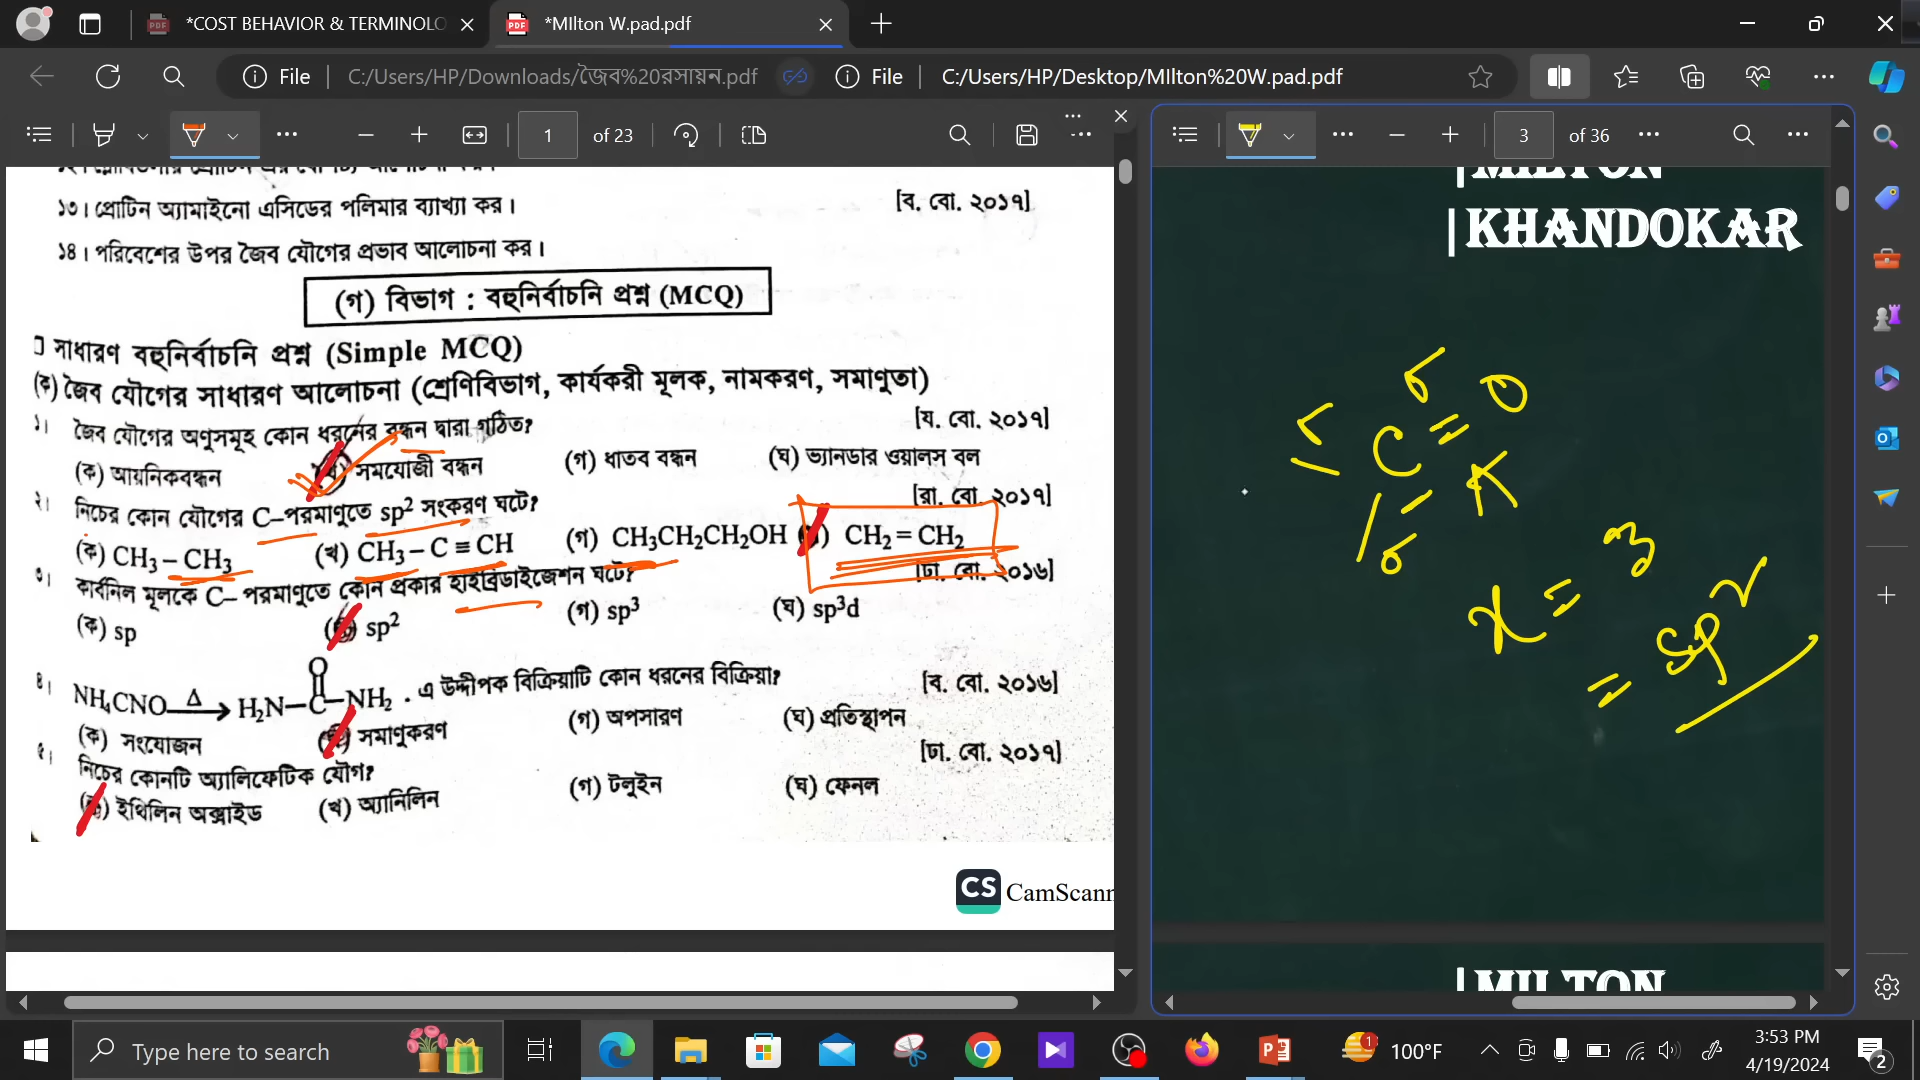 *COST BEHAVIOR & TERMINOLO
*MIlton W.pad.pdf
File
C:/Users/HP/Downloads/জৈব%20রসায়ন.pdf
File
C:/Users/HP/Desktop/MIlton%20W.pad.pdf
1 of 23
3 of 36
১৩। প্রোটিন অ্যামাইনো এসিডের পলিমার ব্যাখ্যা কর। [ব. বো. ২০১৭]
১৪। পরিবেশের উপর জৈব যৌগের প্রভাব আলোচনা কর।
(গ) বিভাগ : বহুনির্বাচনি প্রশ্ন (MCQ)
সাধারণ বহুনির্বাচনি প্রশ্ন (Simple MCQ)
(ক) জৈব যৌগের সাধারণ আলোচনা (শ্রেণিবিভাগ, কার্যকরী মূলক, নামকরণ, সমাণুতা)
১। জৈব যৌগের অণুসমূহ কোন ধরনের বন্ধন দ্বারা গঠিত? [য. বো. ২০১৭]
(ক) আয়নিকবন্ধন সমযোজী বন্ধন (গ) ধাতব বন্ধন (ঘ) ভ্যানডার ওয়ালস বল
২। নিচের কোন যৌগের C–পরমাণুতে sp² সংকরণ ঘটে? [রা. বো. ২০১৭]
(ক) CH₃ – CH₃ (খ) CH₃ – C ≡ CH (গ) CH₃CH₂CH₂OH CH₂ = CH₂
৩। কার্বনিল মূলকে C– পরমাণুতে কোন প্রকার হাইব্রিডাইজেশন ঘটে? [ঢা. বো. ২০১৬]
(ক) sp sp² (গ) sp³ (ঘ) sp³d
O
৪। NH₄CNO Δ→ H₂N–C–NH₂ . এ উদ্দীপক বিক্রিয়াটি কোন ধরনের বিক্রিয়া? [ব. বো. ২০১৬]
(ক) সংযোজন সমাণুকরণ (গ) অপসারণ (ঘ) প্রতিস্থাপন
৫। নিচের কোনটি অ্যালিফেটিক যৌগ? [ঢা. বো. ২০১৭]
ইথিলিন অক্সাইড (খ) অ্যানিলিন (গ) টলুইন (ঘ) ফেনল
CS CamScann
|MILTON
|KHANDOKAR
σ
C = O
σ
x = 3
= sp²
|MILTON
Type here to search
1
100°F
3:53 PM
4/19/2024
2